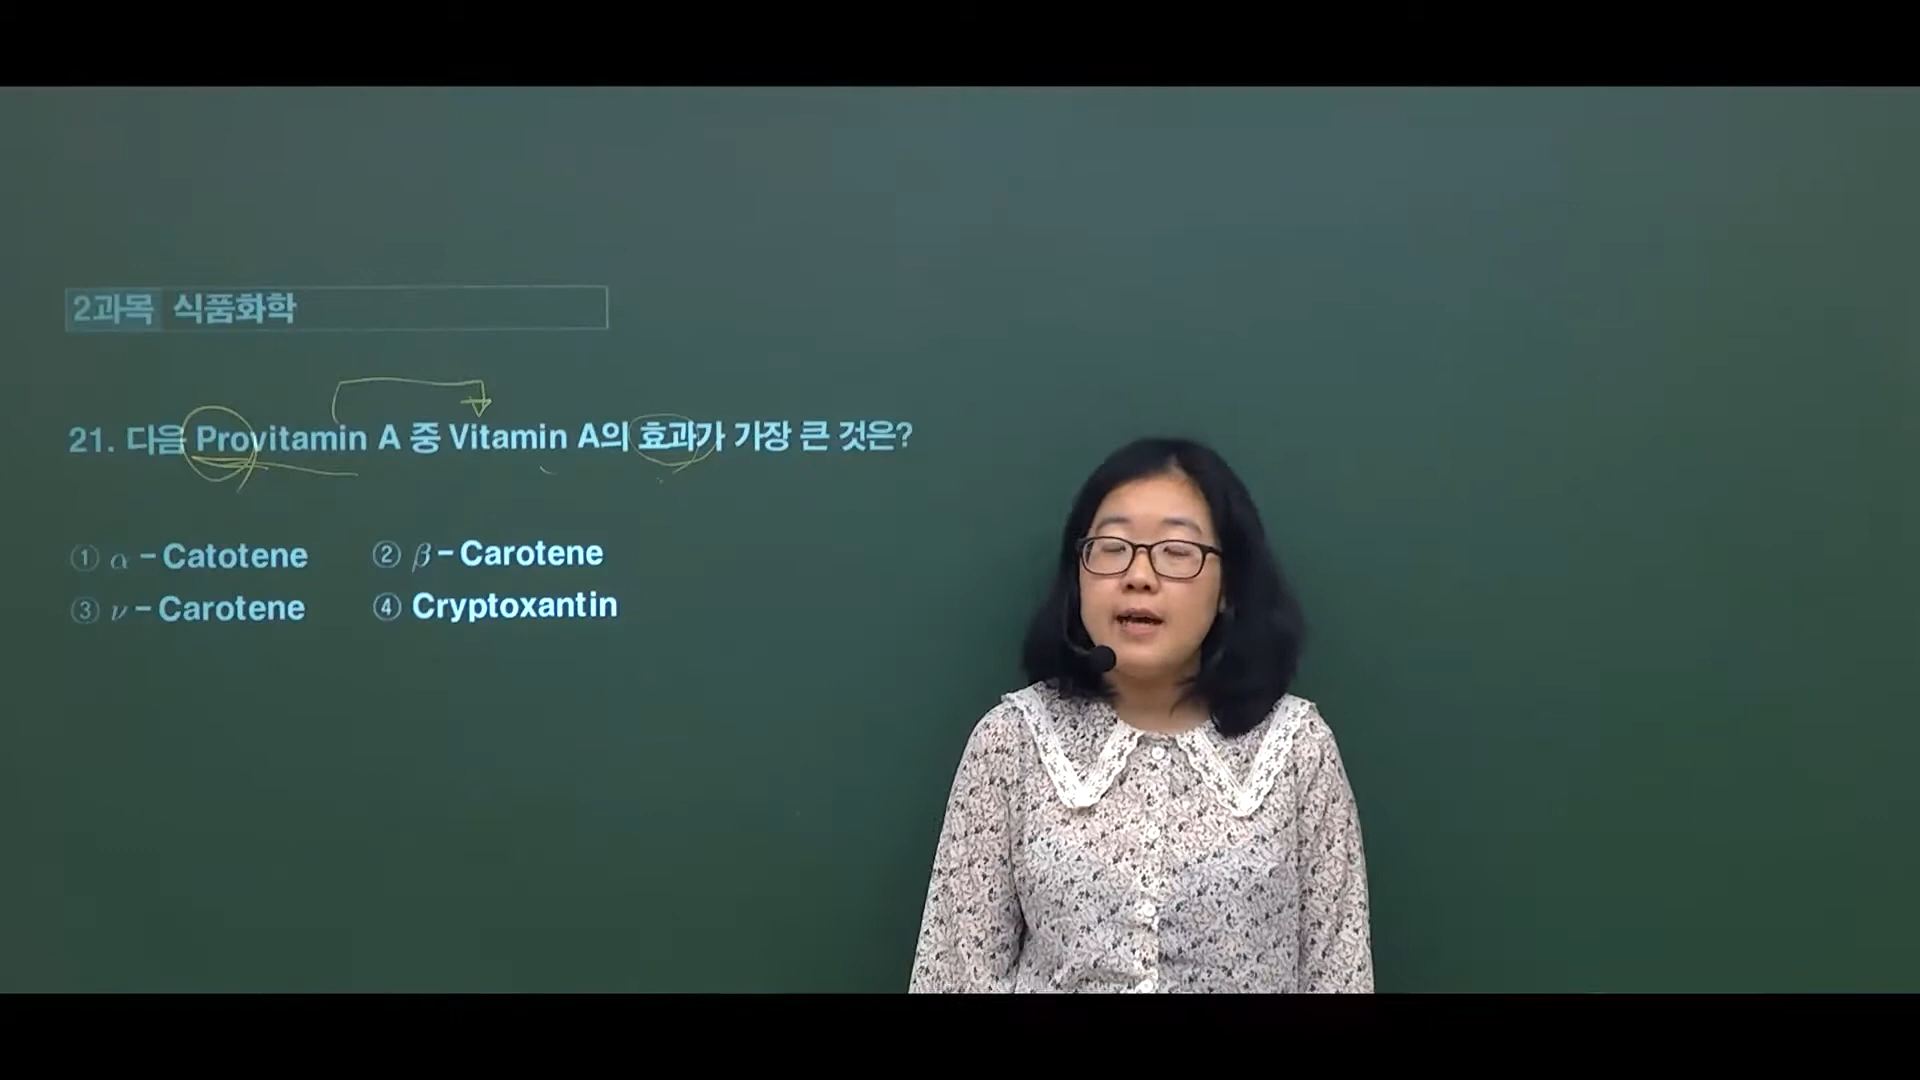 2과목 식품화학
21. 다음 Provitamin A 중 Vitamin A의 효과가 가장 큰 것은?
① α-Catotene ② β-Carotene
③ ν-Carotene ④ Cryptoxantin